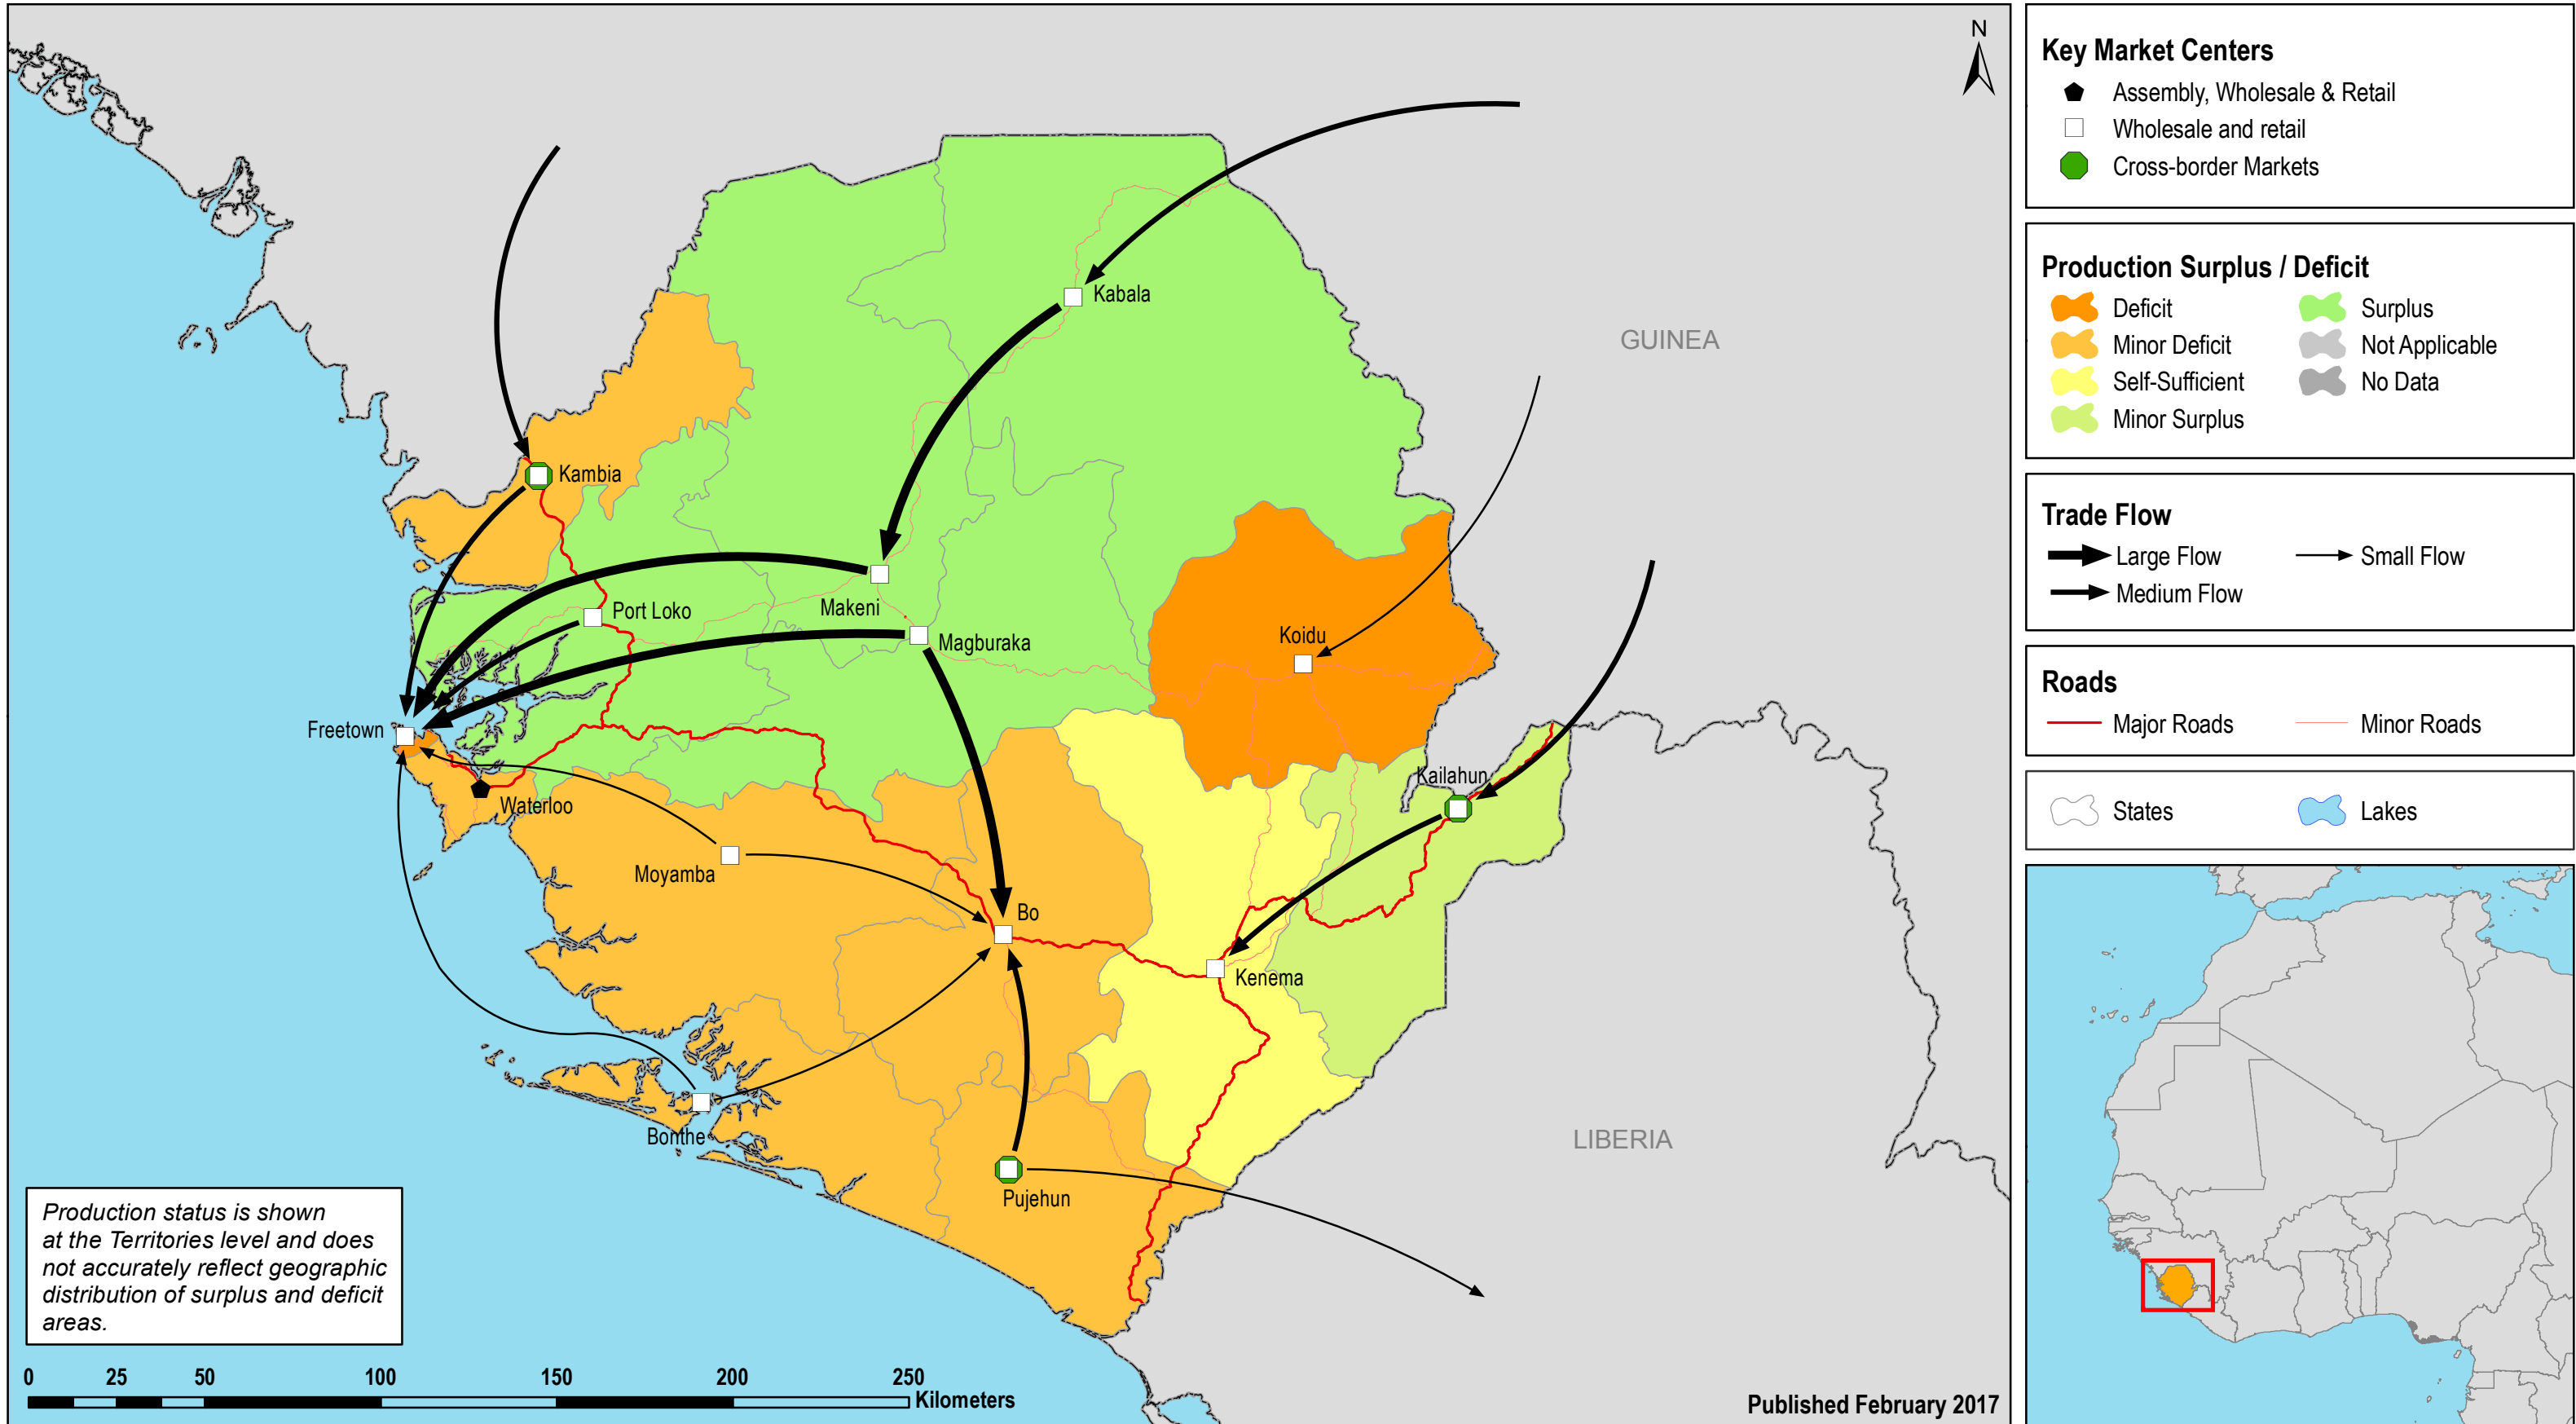 N
GUINEA
Kabala
Kambia
Port Loko
Makeni
Magburaka
Koidu
Freetown
Waterloo
Kailahun
Moyamba
Bo
Kenema
Bonthe
Pujehun
LIBERIA
Production status is shown
at the Territories level and does
not accurately reflect geographic
distribution of surplus and deficit
areas.
0 25 50 100 150 200 250
Kilometers
Published February 2017
Key Market Centers
Assembly, Wholesale & Retail
Wholesale and retail
Cross-border Markets
Production Surplus / Deficit
Deficit
Minor Deficit
Self-Sufficient
Minor Surplus
Surplus
Not Applicable
No Data
Trade Flow
Large Flow
Medium Flow
Small Flow
Roads
Major Roads
Minor Roads
States
Lakes